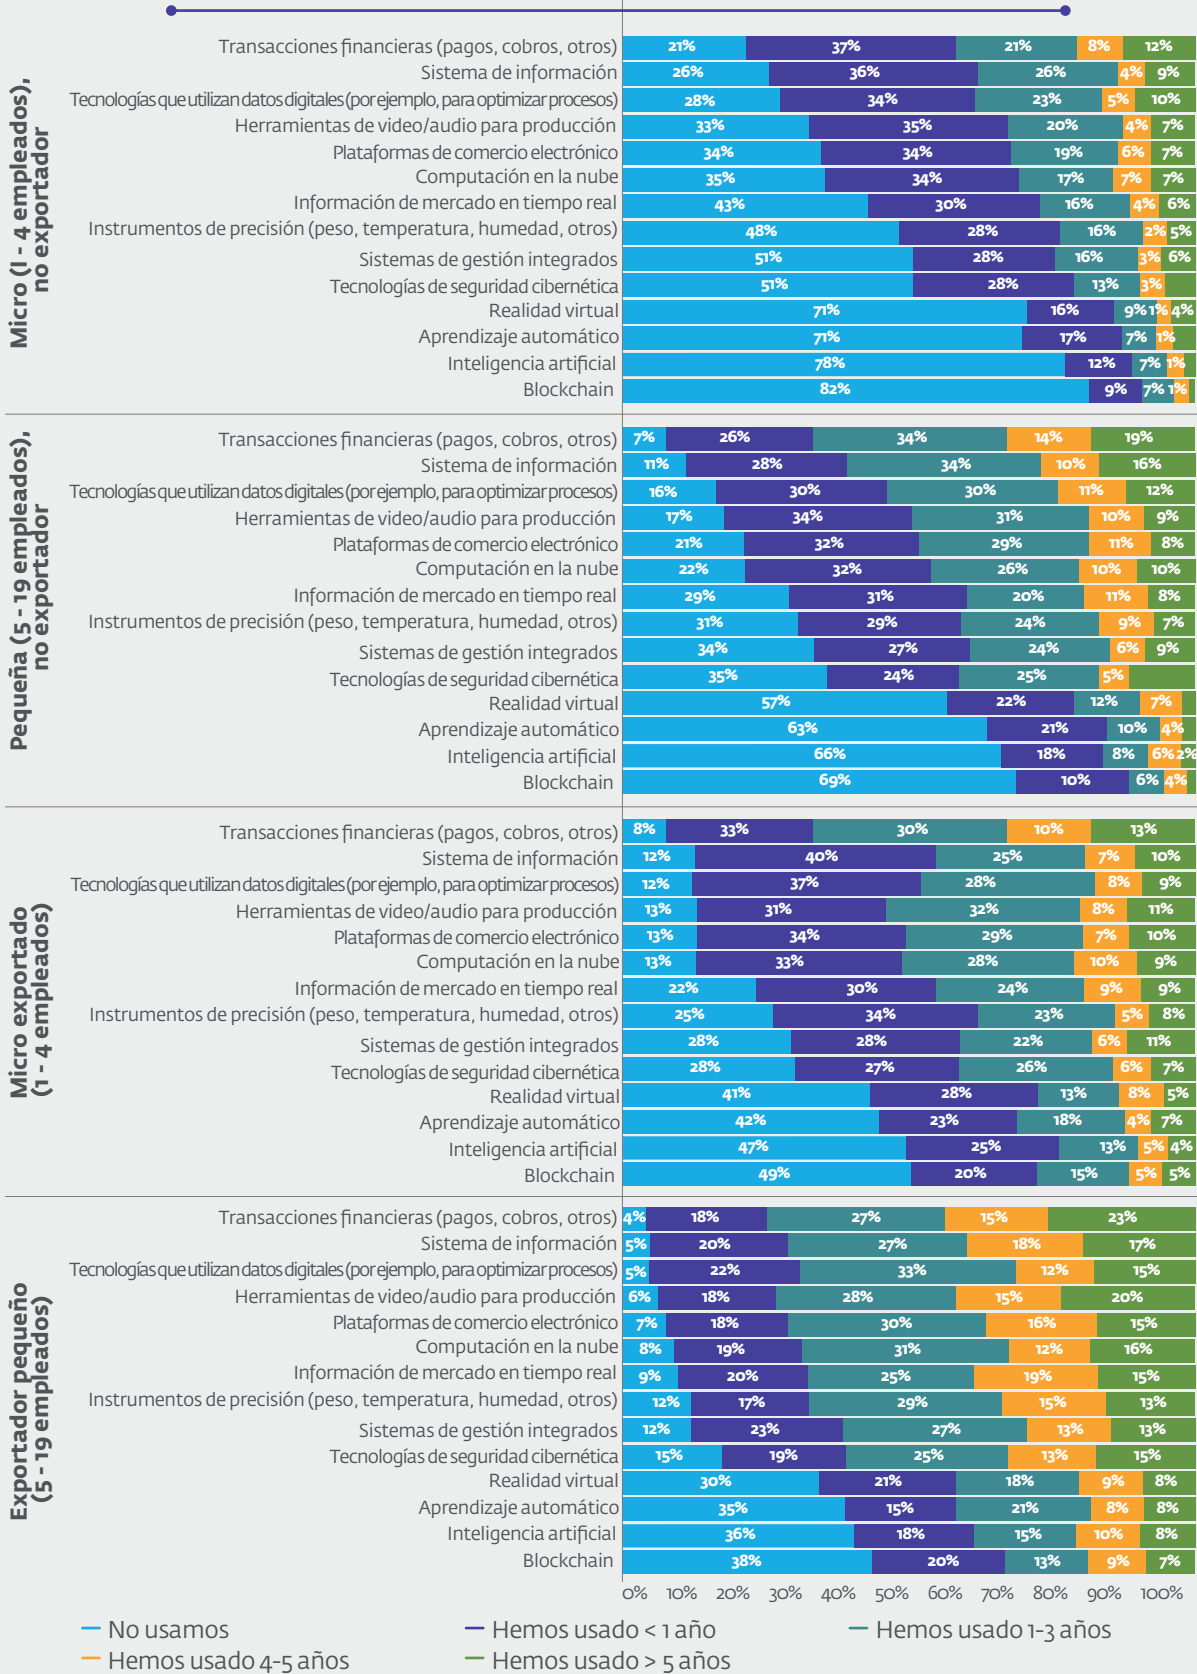 Micro (I - 4 empleados),
no exportador
Transacciones financieras (pagos, cobros, otros) 21% 37% 21% 8% 12%
Sistema de información 26% 36% 26% 4% 9%
Tecnologías que utilizan datos digitales (por ejemplo, para optimizar procesos) 28% 34% 23% 5% 10%
Herramientas de video/audio para producción 33% 35% 20% 4% 7%
Plataformas de comercio electrónico 34% 34% 19% 6% 7%
Computación en la nube 35% 34% 17% 7% 7%
Información de mercado en tiempo real 43% 30% 16% 4% 6%
Instrumentos de precisión (peso, temperatura, humedad, otros) 48% 28% 16% 2% 5%
Sistemas de gestión integrados 51% 28% 16% 3% 6%
Tecnologías de seguridad cibernética 51% 28% 13% 3%
Realidad virtual 71% 16% 9% 1% 4%
Aprendizaje automático 71% 17% 7% 1%
Inteligencia artificial 78% 12% 7% 1%
Blockchain 82% 9% 7% 1%
Pequeña (5 - 19 empleados),
no exportador
Transacciones financieras (pagos, cobros, otros) 7% 26% 34% 14% 19%
Sistema de información 11% 28% 34% 10% 16%
Tecnologías que utilizan datos digitales (por ejemplo, para optimizar procesos) 16% 30% 30% 11% 12%
Herramientas de video/audio para producción 17% 34% 31% 10% 9%
Plataformas de comercio electrónico 21% 32% 29% 11% 8%
Computación en la nube 22% 32% 26% 10% 10%
Información de mercado en tiempo real 29% 31% 20% 11% 8%
Instrumentos de precisión (peso, temperatura, humedad, otros) 31% 29% 24% 9% 7%
Sistemas de gestión integrados 34% 27% 24% 6% 9%
Tecnologías de seguridad cibernética 35% 24% 25% 5%
Realidad virtual 57% 22% 12% 7%
Aprendizaje automático 63% 21% 10% 4%
Inteligencia artificial 66% 18% 8% 6% 2%
Blockchain 69% 10% 6% 4%
Micro exportado
(1 - 4 empleados)
Transacciones financieras (pagos, cobros, otros) 8% 33% 30% 10% 13%
Sistema de información 12% 40% 25% 7% 10%
Tecnologías que utilizan datos digitales (por ejemplo, para optimizar procesos) 12% 37% 28% 8% 9%
Herramientas de video/audio para producción 13% 31% 32% 8% 11%
Plataformas de comercio electrónico 13% 34% 29% 7% 10%
Computación en la nube 13% 33% 28% 10% 9%
Información de mercado en tiempo real 22% 30% 24% 9% 9%
Instrumentos de precisión (peso, temperatura, humedad, otros) 25% 34% 23% 5% 8%
Sistemas de gestión integrados 28% 28% 22% 6% 11%
Tecnologías de seguridad cibernética 28% 27% 26% 6% 7%
Realidad virtual 41% 28% 13% 8% 5%
Aprendizaje automático 42% 23% 18% 4% 7%
Inteligencia artificial 47% 25% 13% 5% 4%
Blockchain 49% 20% 15% 5% 5%
Exportador pequeño
(5 - 19 empleados)
Transacciones financieras (pagos, cobros, otros) 4% 18% 27% 15% 23%
Sistema de información 5% 20% 27% 18% 17%
Tecnologías que utilizan datos digitales (por ejemplo, para optimizar procesos) 5% 22% 33% 12% 15%
Herramientas de video/audio para producción 6% 18% 28% 15% 20%
Plataformas de comercio electrónico 7% 18% 30% 16% 15%
Computación en la nube 8% 19% 31% 12% 16%
Información de mercado en tiempo real 9% 20% 25% 19% 15%
Instrumentos de precisión (peso, temperatura, humedad, otros) 12% 17% 29% 15% 13%
Sistemas de gestión integrados 12% 23% 27% 13% 13%
Tecnologías de seguridad cibernética 15% 19% 25% 13% 15%
Realidad virtual 30% 21% 18% 9% 8%
Aprendizaje automático 35% 15% 21% 8% 8%
Inteligencia artificial 36% 18% 15% 10% 8%
Blockchain 38% 20% 13% 9% 7%
0% 10% 20% 30% 40% 50% 60% 70% 80% 90% 100%
No usamos Hemos usado < 1 año Hemos usado 1-3 años
Hemos usado 4-5 años Hemos usado > 5 años